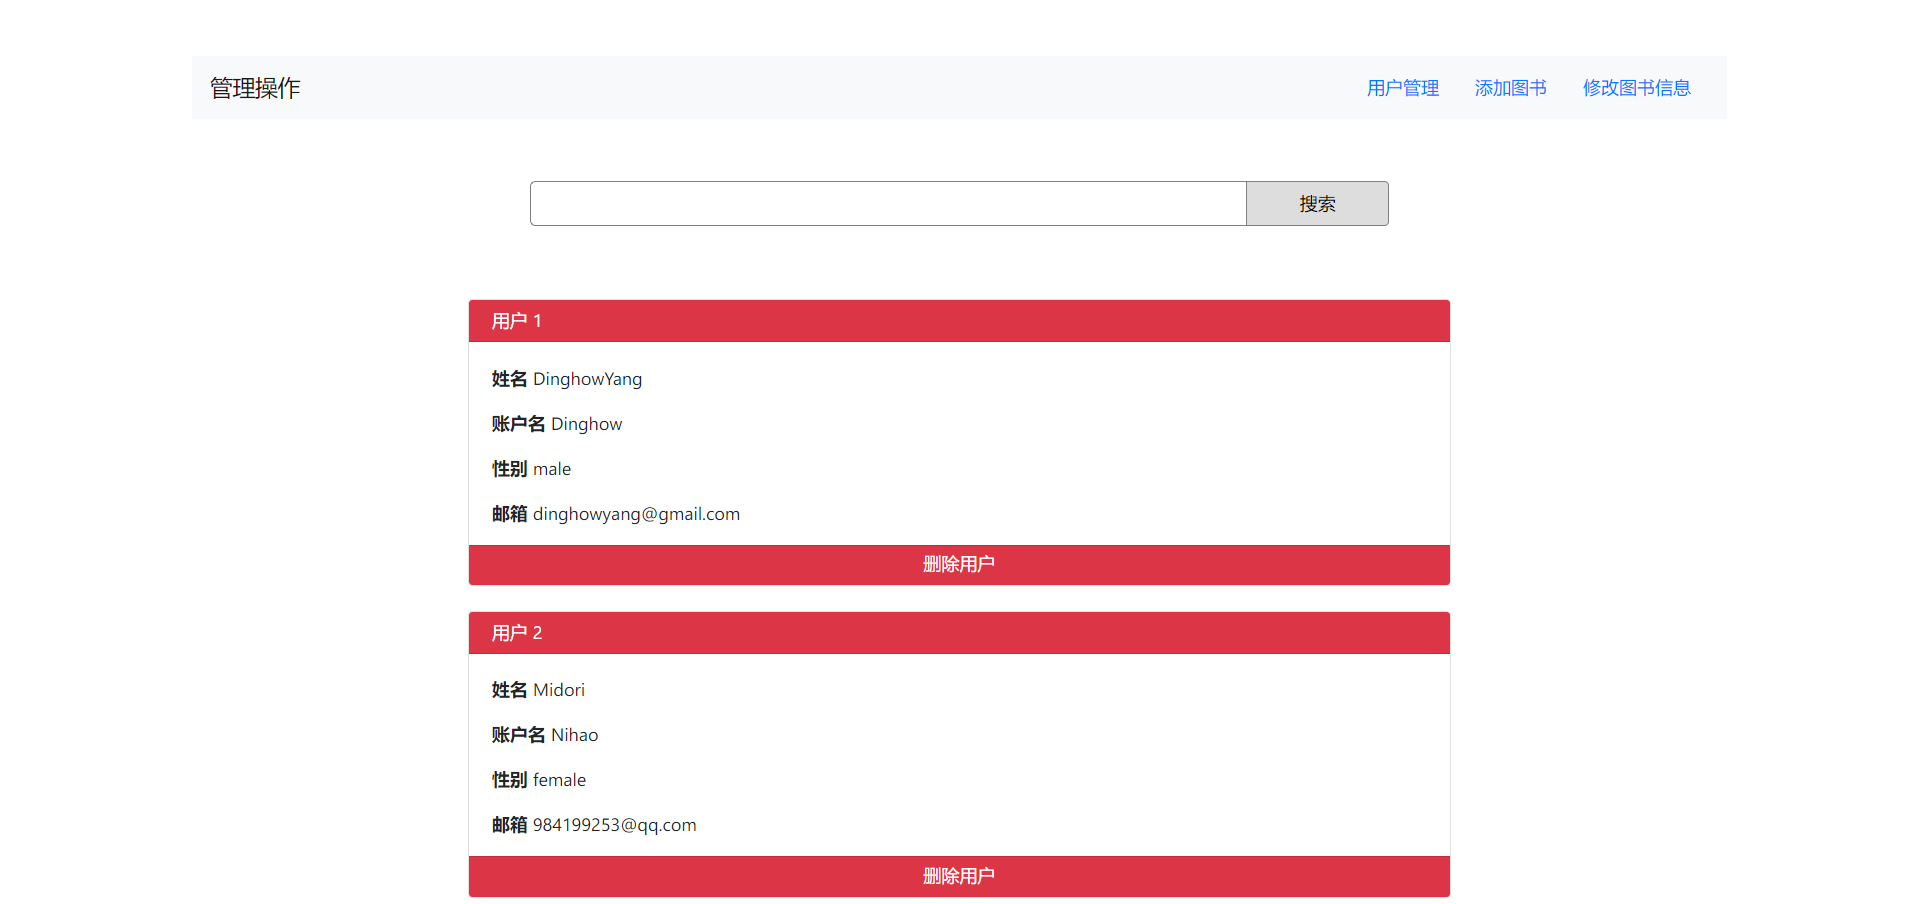 管理操作 用户管理 添加图书 修改图书信息
搜索
用户 1
姓名 DinghowYang
账户名 Dinghow
性别 male
邮箱 dinghowyang@gmail.com
删除用户
用户 2
姓名 Midori
账户名 Nihao
性别 female
邮箱 984199253@qq.com
删除用户